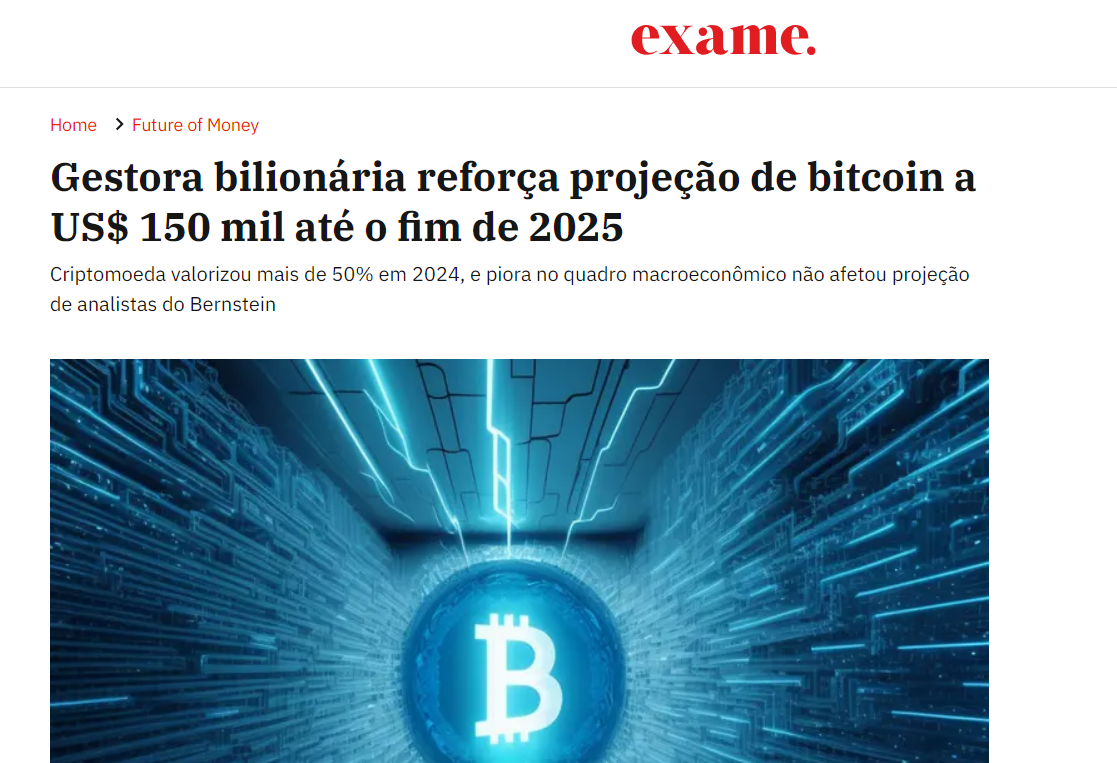 exame.
Home > Future of Money
Gestora bilionária reforça projeção de bitcoin a
US$ 150 mil até o fim de 2025
Criptomoeda valorizou mais de 50% em 2024, e piora no quadro macroeconômico não afetou projeção
de analistas do Bernstein
₿